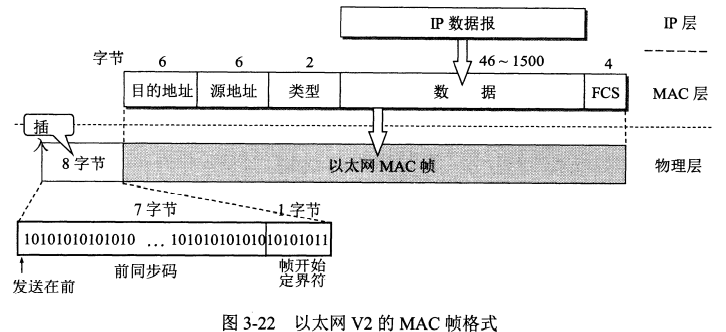 IP 数据报
IP 层
字节
6
6
2
46~1500
4
目的地址
源地址
类型
数 据
FCS
MAC 层
插
入
8 字节
以太网 MAC 帧
物理层
7 字节
1 字节
10101010101010 … 101010101010
10101011
发送在前
前同步码
帧开始
定界符
图 3-22 以太网 V2 的 MAC 帧格式